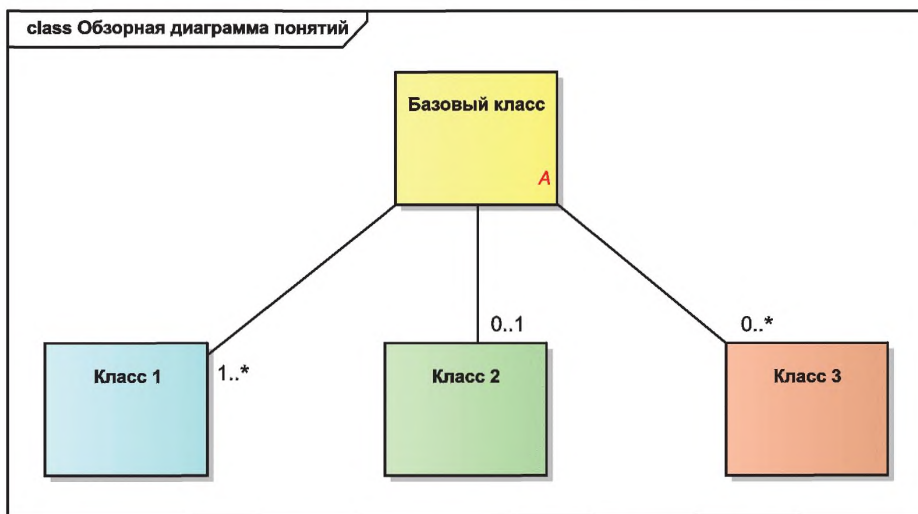 class Обзорная диаграмма понятий
Базовый класс
A
0..1
0..*
Класс 1
1..*
Класс 2
Класс 3